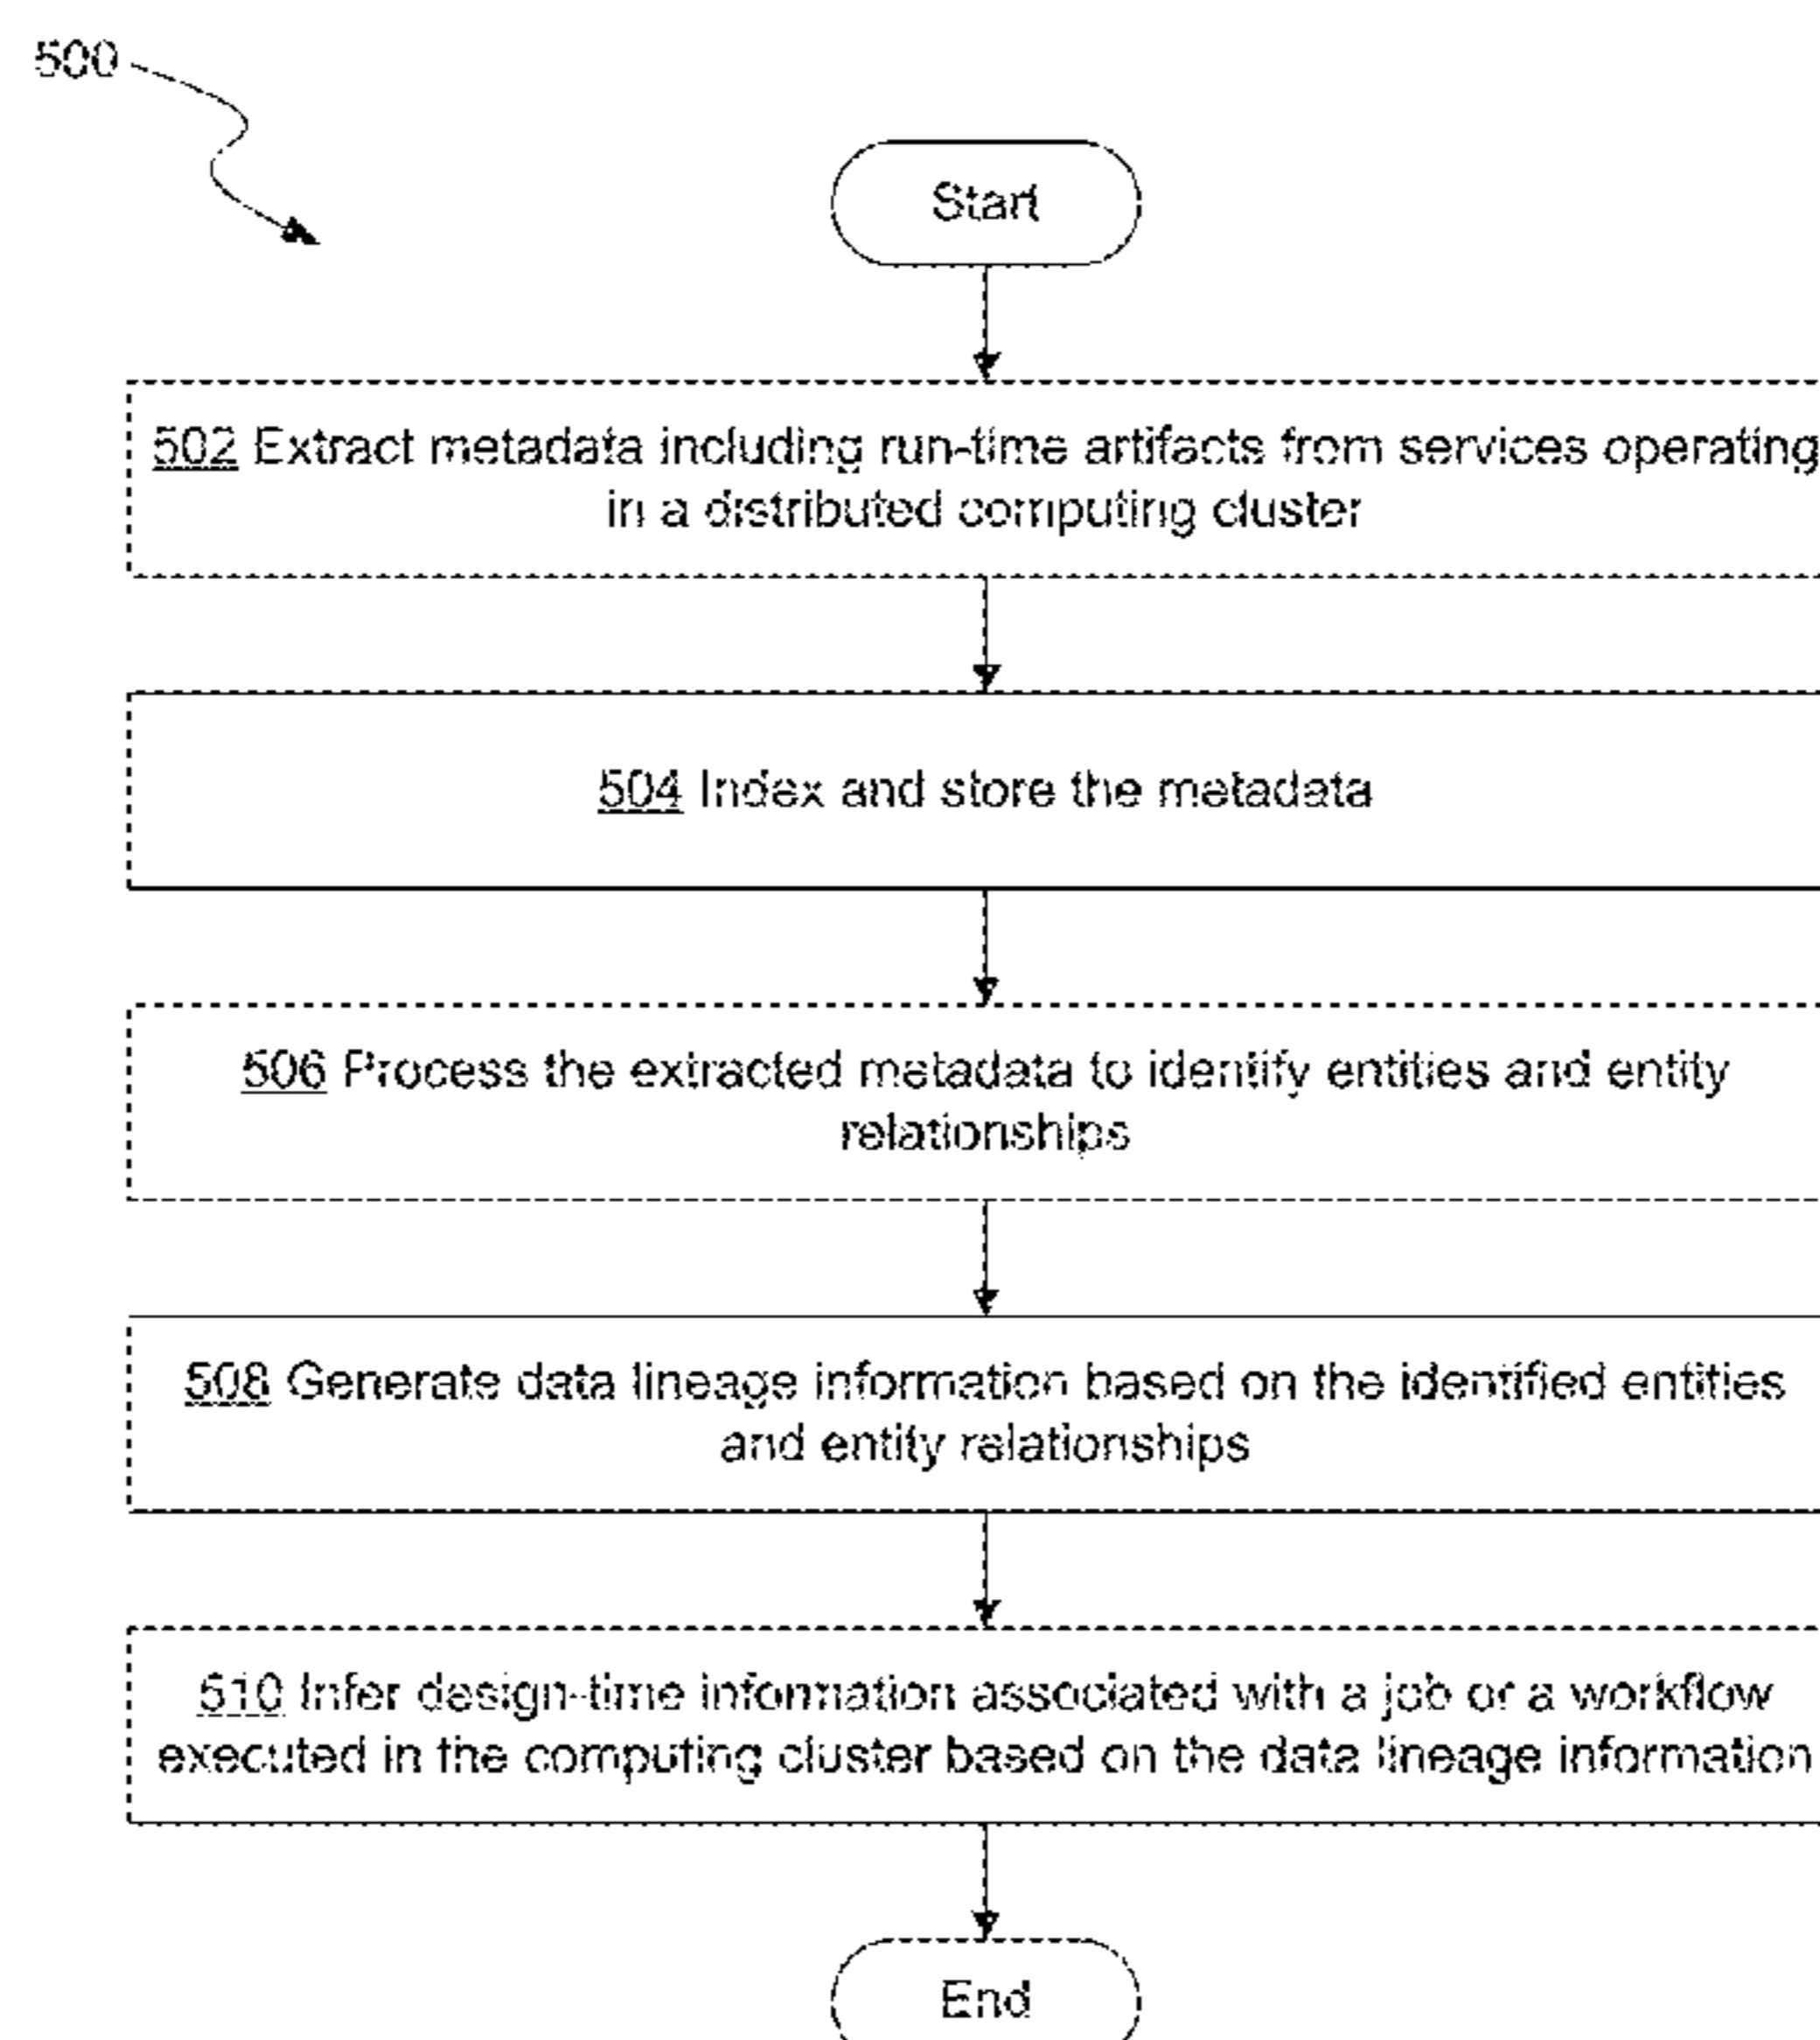 500
Start
502 Extract metadata including run-time artifacts from services operating
in a distributed computing cluster
504 Index and store the metadata
506 Process the extracted metadata to identify entities and entity
relationships
508 Generate data lineage information based on the identified entities
and entity relationships
510 Infer design-time information associated with a job or a workflow
executed in the computing cluster based on the data lineage information
End